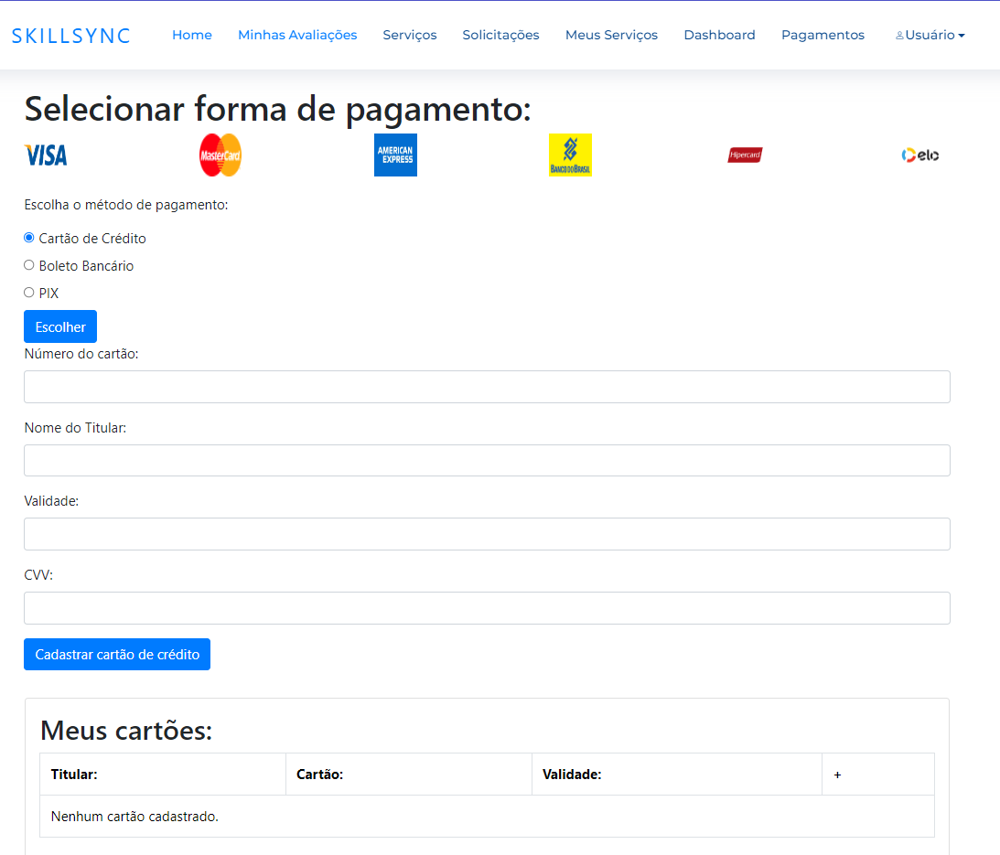 SKILLSYNC Home Minhas Avaliações Serviços Solicitações Meus Serviços Dashboard Pagamentos Usuário
Selecionar forma de pagamento:
VISA MasterCard AMERICAN EXPRESS BANCO DO BRASIL Hipercard elo
Escolha o método de pagamento:
Cartão de Crédito
Boleto Bancário
PIX
Escolher
Número do cartão:
Nome do Titular:
Validade:
CVV:
Cadastrar cartão de crédito
Meus cartões:
Titular: Cartão: Validade: +
Nenhum cartão cadastrado.